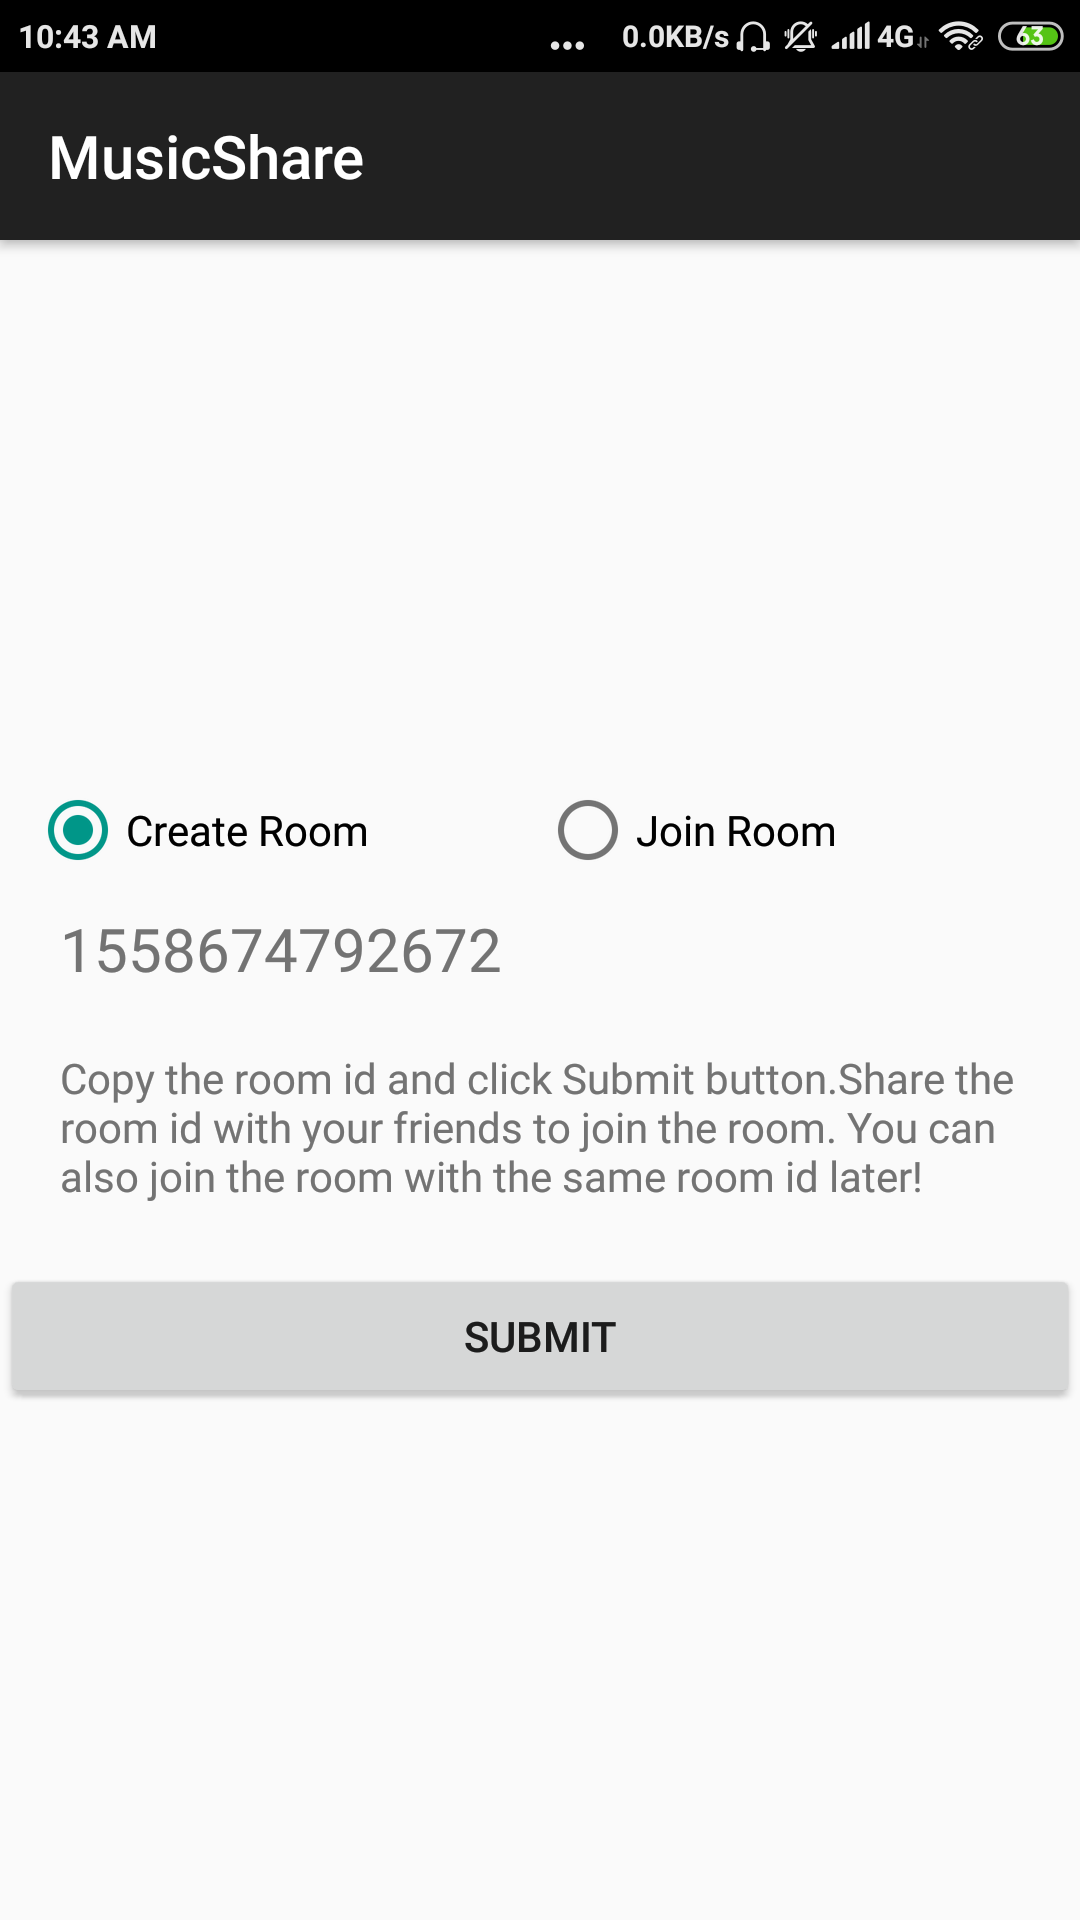 10:43 AM ... 0.0KB/s 4G 63
MusicShare
Create Room Join Room
1558674792672
Copy the room id and click Submit button.Share the
room id with your friends to join the room. You can
also join the room with the same room id later!
SUBMIT